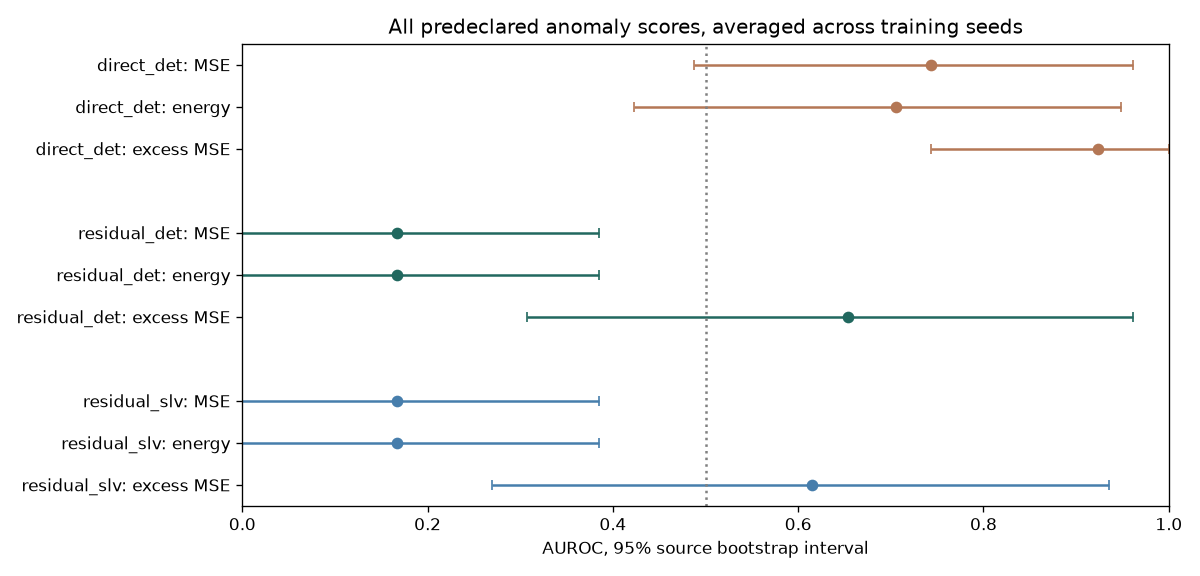 All predeclared anomaly scores, averaged across training seeds
direct_det: MSE
direct_det: energy
direct_det: excess MSE
residual_det: MSE
residual_det: energy
residual_det: excess MSE
residual_slv: MSE
residual_slv: energy
residual_slv: excess MSE
0.0 0.2 0.4 0.6 0.8 1.0
AUROC, 95% source bootstrap interval